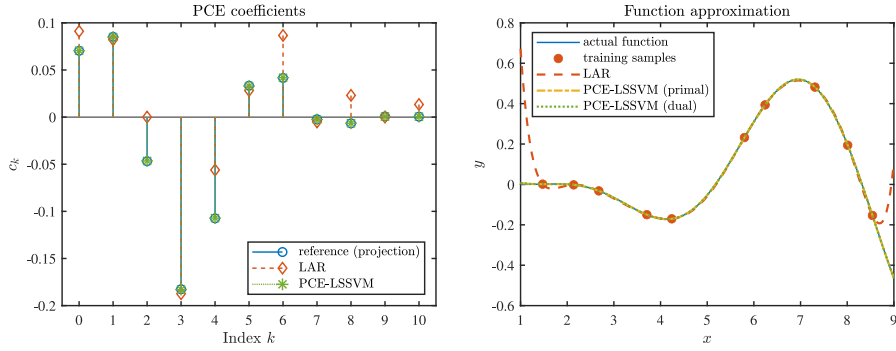 PCE coefficients
0.1
0.05
0
-0.05
-0.1
-0.15
-0.2
c_k
reference (projection)
LAR
PCE-LSSVM
0 1 2 3 4 5 6 7 8 9 10
Index k
Function approximation
0.8
0.6
0.4
0.2
0
-0.2
-0.4
-0.6
y
actual function
training samples
LAR
PCE-LSSVM (primal)
PCE-LSSVM (dual)
1 2 3 4 5 6 7 8 9
x